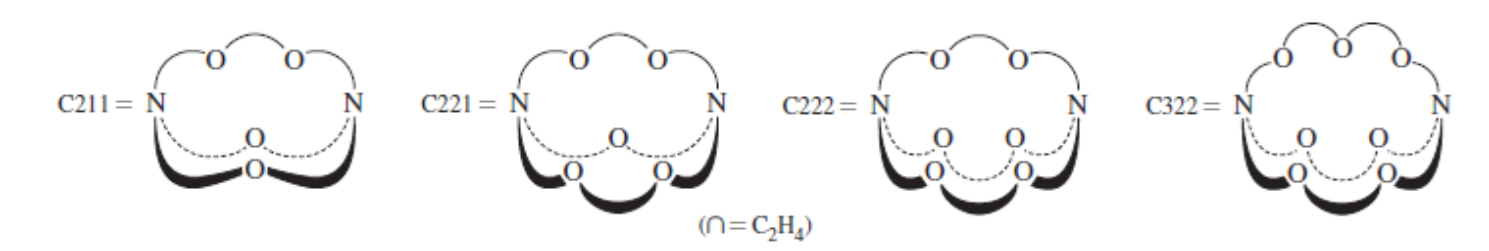 O O O O O O O O O
C211 = N N C221 = N N C222 = N N C322 = N N
O O O O O O
O O O O O O O
(∩ = C₂H₄)